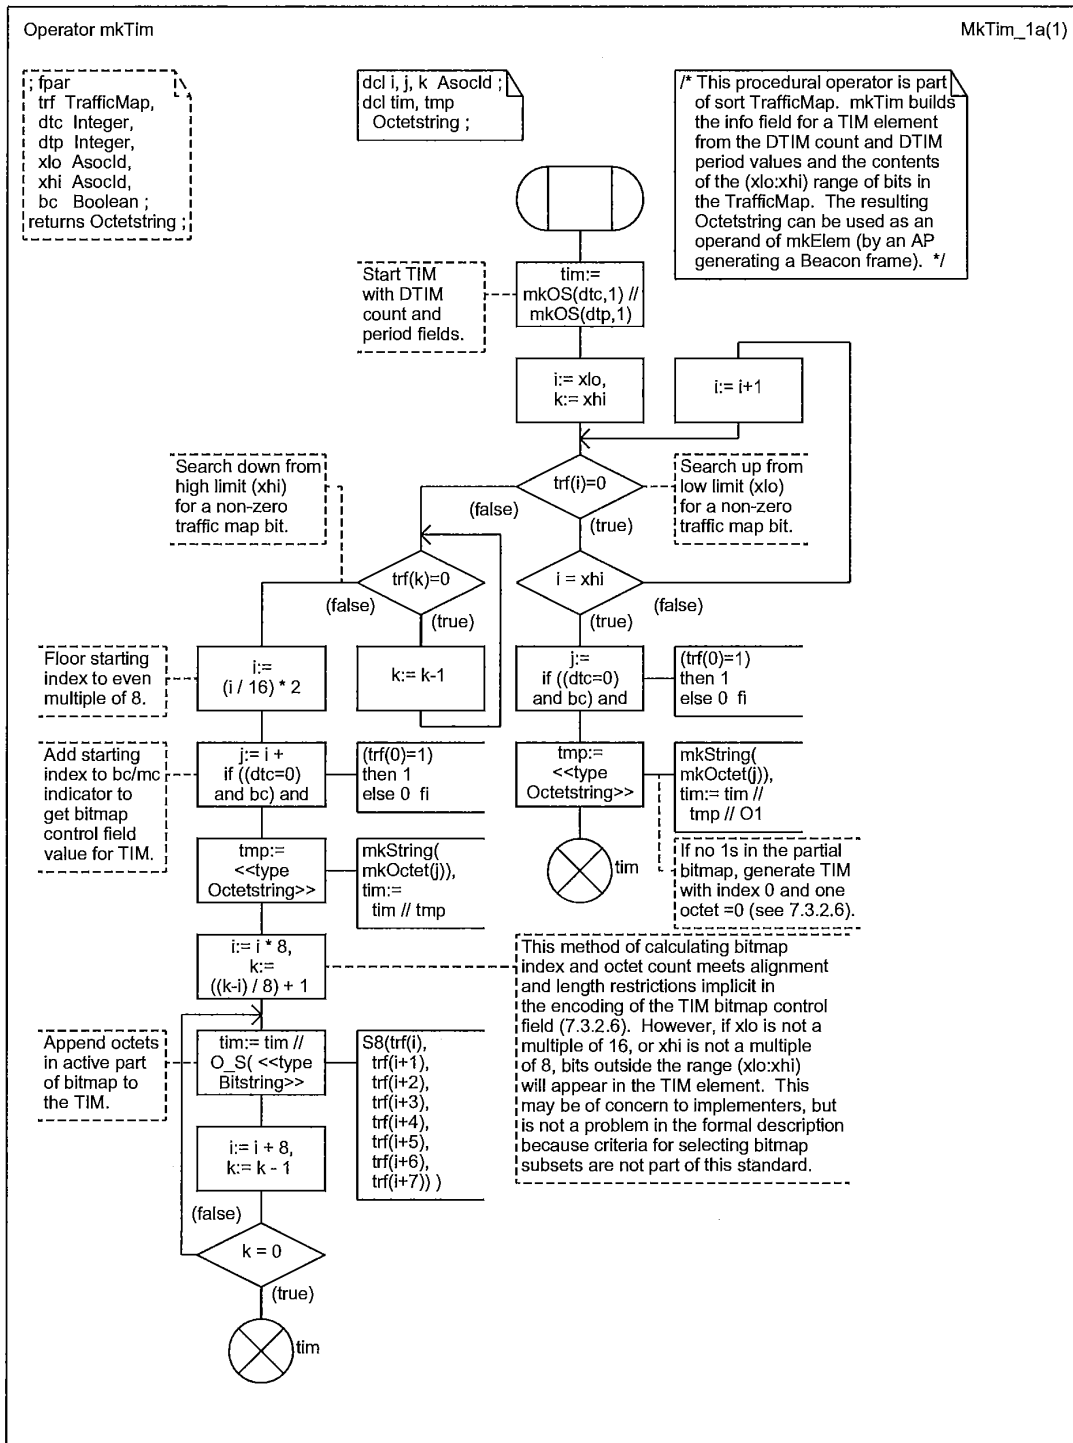 Operator mkTim
MkTim_1a(1)
; fpar
trf TrafficMap,
dtc Integer,
dtp Integer,
xlo AsocId,
xhi AsocId,
bc Boolean ;
returns Octetstring ;
dcl i, j, k AsocId ;
dcl tim, tmp
Octetstring ;
/* This procedural operator is part
of sort TrafficMap. mkTim builds
the info field for a TIM element
from the DTIM count and DTIM
period values and the contents
of the (xlo:xhi) range of bits in
the TrafficMap. The resulting
Octetstring can be used as an
operand of mkElem (by an AP
generating a Beacon frame). */
Start TIM
with DTIM
count and
period fields.
tim:=
mkOS(dtc,1) //
mkOS(dtp,1)
i:= xlo,
k:= xhi
i:= i+1
Search down from
high limit (xhi)
for a non-zero
traffic map bit.
trf(i)=0
(false)
(true)
Search up from
low limit (xlo)
for a non-zero
traffic map bit.
trf(k)=0
(false)
(true)
i = xhi
(false)
(true)
Floor starting
index to even
multiple of 8.
i:=
(i / 16) * 2
k:= k-1
j:=
if ((dtc=0)
and bc) and
(trf(0)=1)
then 1
else 0 fi
Add starting
index to bc/mc
indicator to
get bitmap
control field
value for TIM.
j:= i +
if ((dtc=0)
and bc) and
(trf(0)=1)
then 1
else 0 fi
tmp:=
<<type
Octetstring>>
mkString(
mkOctet(j)),
tim:= tim //
tmp // O1
tim
If no 1s in the partial
bitmap, generate TIM
with index 0 and one
octet =0 (see 7.3.2.6).
tmp:=
<<type
Octetstring>>
mkString(
mkOctet(j)),
tim:=
tim // tmp
i:= i * 8,
k:=
((k-i) / 8) + 1
This method of calculating bitmap
index and octet count meets alignment
and length restrictions implicit in
the encoding of the TIM bitmap control
field (7.3.2.6). However, if xlo is not a
multiple of 16, or xhi is not a multiple
of 8, bits outside the range (xlo:xhi)
will appear in the TIM element. This
may be of concern to implementers, but
is not a problem in the formal description
because criteria for selecting bitmap
subsets are not part of this standard.
Append octets
in active part
of bitmap to
the TIM.
tim:= tim //
O_S( <<type
Bitstring>>
S8(trf(i),
trf(i+1),
trf(i+2),
trf(i+3),
trf(i+4),
trf(i+5),
trf(i+6),
trf(i+7)) )
i:= i + 8,
k:= k - 1
(false)
k = 0
(true)
tim